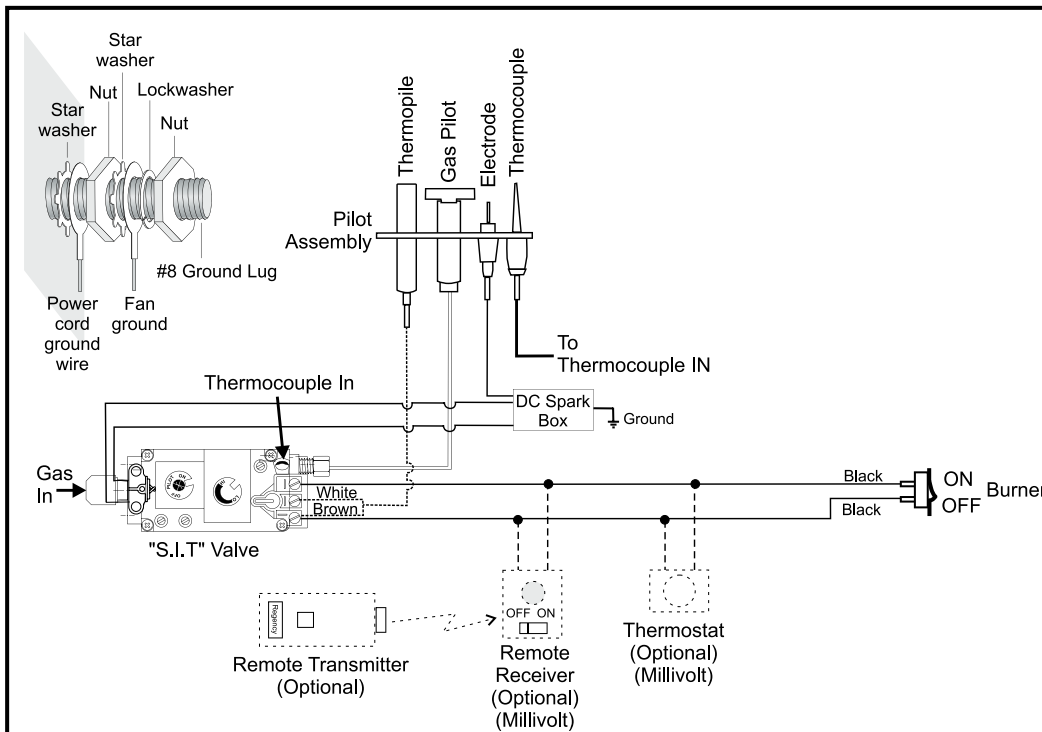 Star
washer
Nut
Lockwasher
Star
washer
Nut
#8 Ground Lug
Power
cord
ground
wire
Fan
ground
Thermopile
Gas Pilot
Electrode
Thermocouple
Pilot
Assembly
To
Thermocouple IN
Thermocouple In
DC Spark
Box
Ground
Gas
In
White
Brown
"S.I.T" Valve
Black
Black
ON
OFF
Burner
Regency
OFF ON
Remote Transmitter
(Optional)
Remote
Receiver
(Optional)
(Millivolt)
Thermostat
(Optional)
(Millivolt)